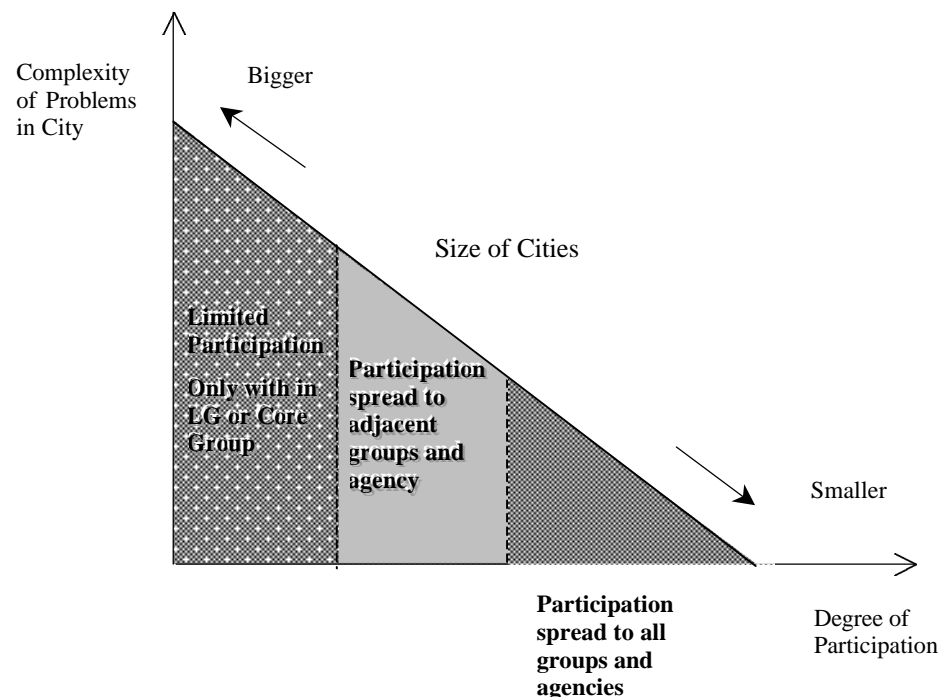 Complexity
of Problems
in City
Bigger
Size of Cities
Limited
Participation
Only with in
LG or Core
Group
Participation
spread to
adjacent
groups and
agency
Smaller
Participation
spread to all
groups and
agencies
Degree of
Participation